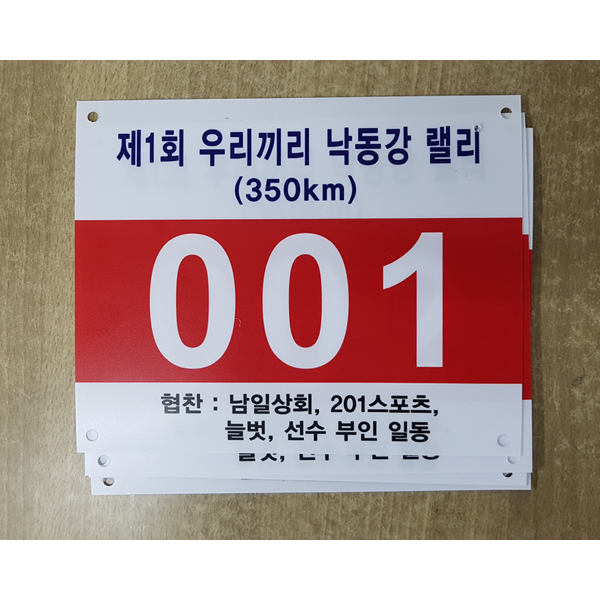 제1회 우리끼리 낙동강 랠리
(350km)
001
협찬 : 남일상회, 201스포츠,
늘벗, 선수 부인 일동